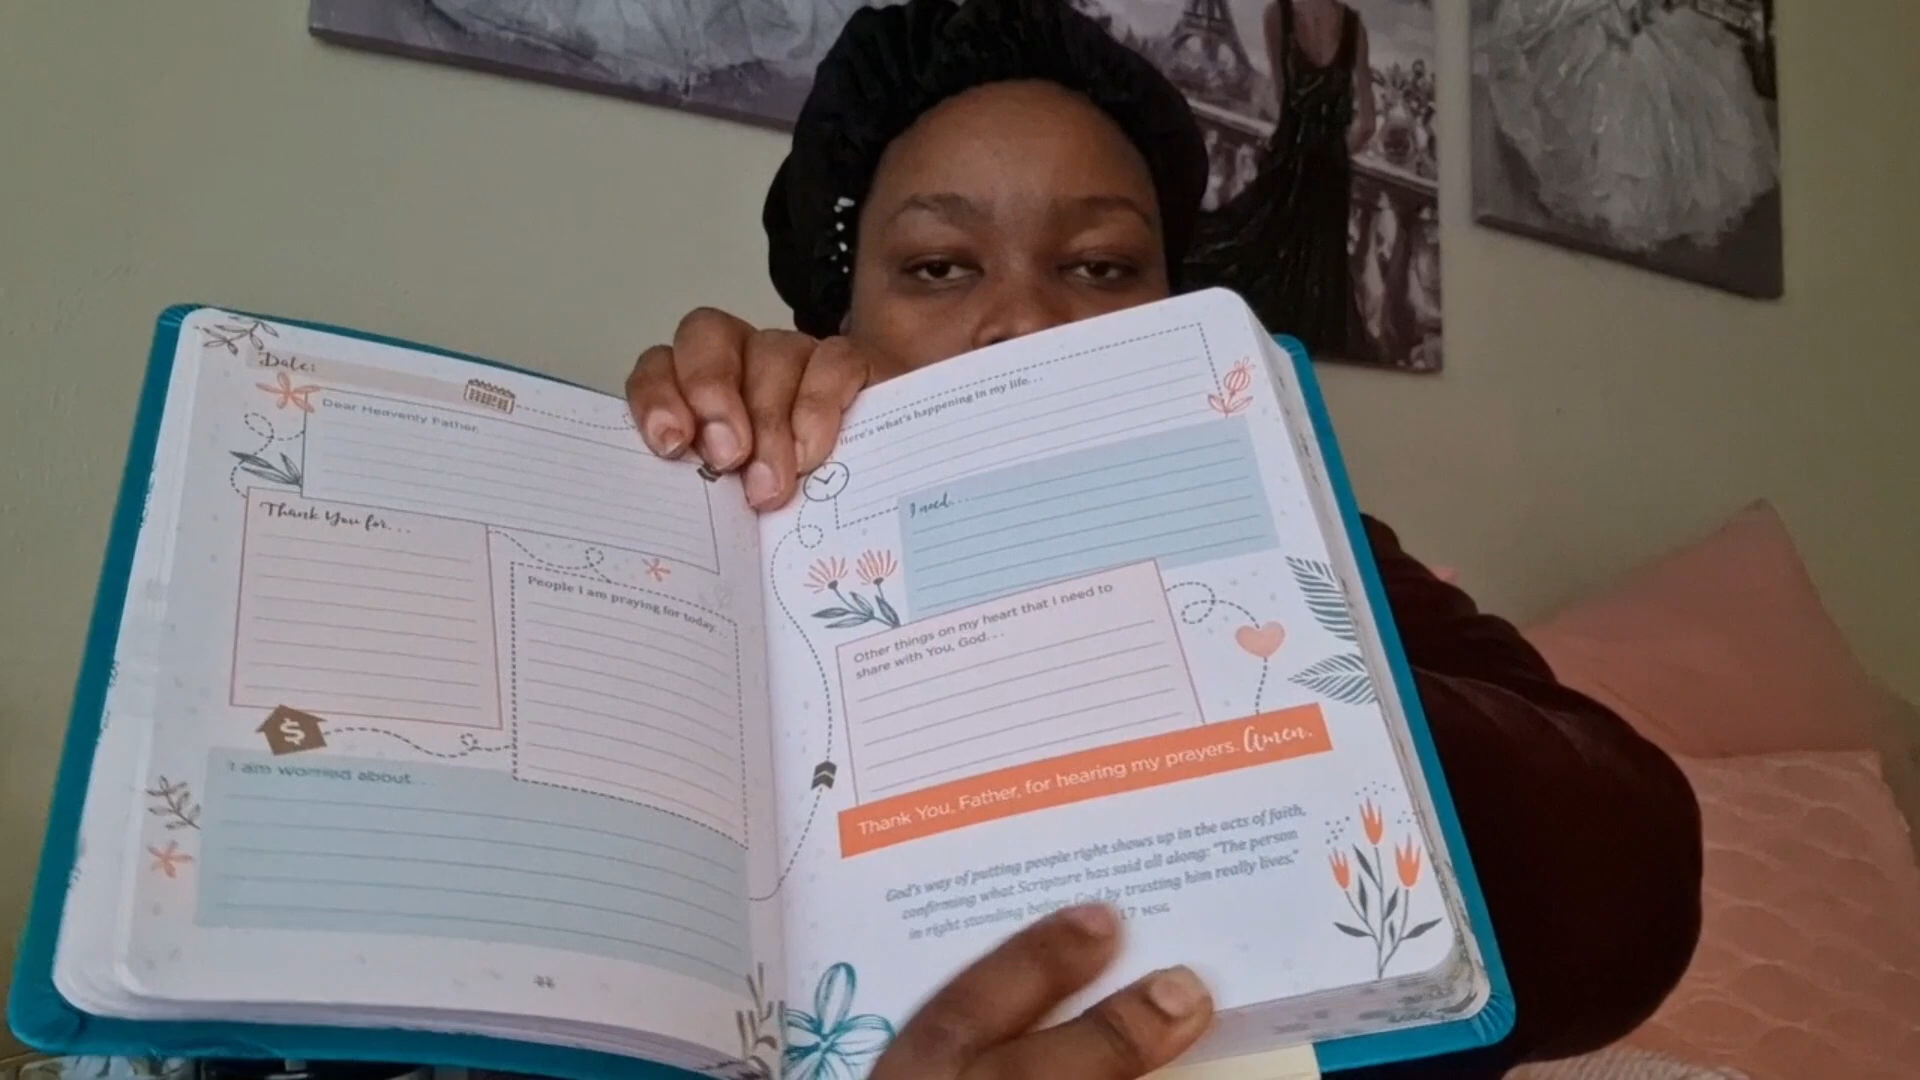 Date:
Dear Heavenly Father,
Thank You for...
People I am praying for today...
$
I am worried about...
Here's what's happening in my life...
I need...
Other things on my heart that I need to
share with You, God...
Thank You, Father, for hearing my prayers. Amen.
God's way of putting people right shows up in the acts of faith,
confirming what Scripture has said all along: "The person
in right standing before God by trusting him really lives."
17 MSG